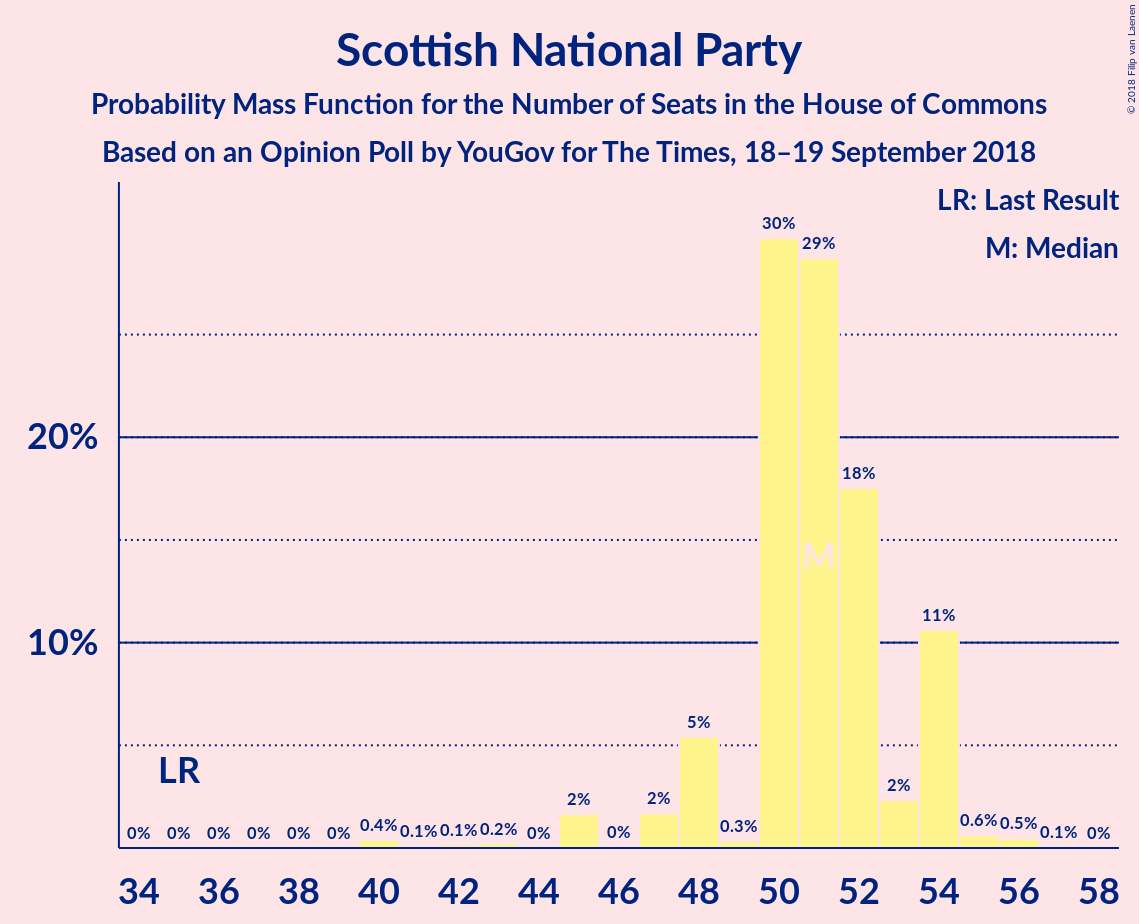 Scottish National Party
Probability Mass Function for the Number of Seats in the House of Commons
Based on an Opinion Poll by YouGov for The Times, 18–19 September 2018
© 2018 Filip van Laenen
LR: Last Result
M: Median
20%
10%
LR
M
0% 0% 0% 0% 0% 0% 0.4% 0.1% 0.1% 0.2% 0% 2% 0% 2% 5% 0.3% 30% 29% 18% 2% 11% 0.6% 0.5% 0.1% 0%
34 36 38 40 42 44 46 48 50 52 54 56 58